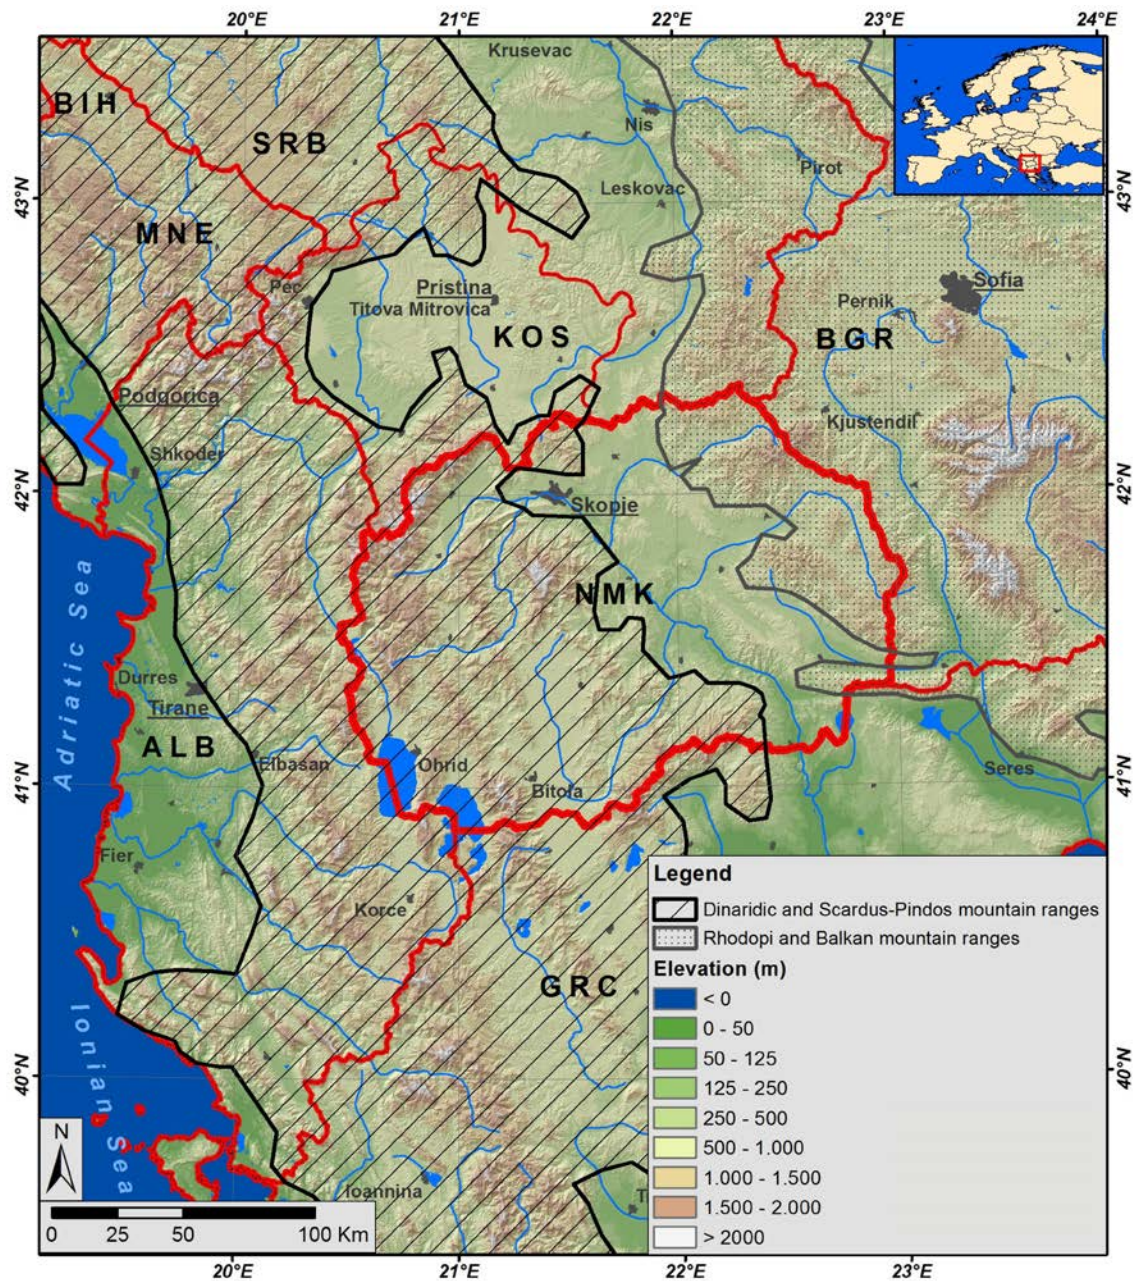 20°E 21°E 22°E 23°E 24°E
Krusevac
BIH
Nis
SRB
Pirot
Leskovac
43°N 43°N
MNE
Pristina
Sofia
Pec
Titova Mitrovica
Pernik
KOS
BGR
Podgorica
Kjustendil
Shkoder
42°N 42°N
Skopje
Adriatic Sea
NMK
Durres
Tirane
ALB
Elbasan
Ohrid
41°N 41°N
Seres
Bitola
Fier
Legend
Korce
Dinaridic and Scardus-Pindos mountain ranges
Rhodopi and Balkan mountain ranges
Elevation (m)
GRC
< 0
0 - 50
50 - 125
40°N 40°N
125 - 250
Ionian Sea
250 - 500
N
500 - 1.000
1.000 - 1.500
Ioannina
1.500 - 2.000
0 25 50 100 Km
> 2000
20°E 21°E 22°E 23°E